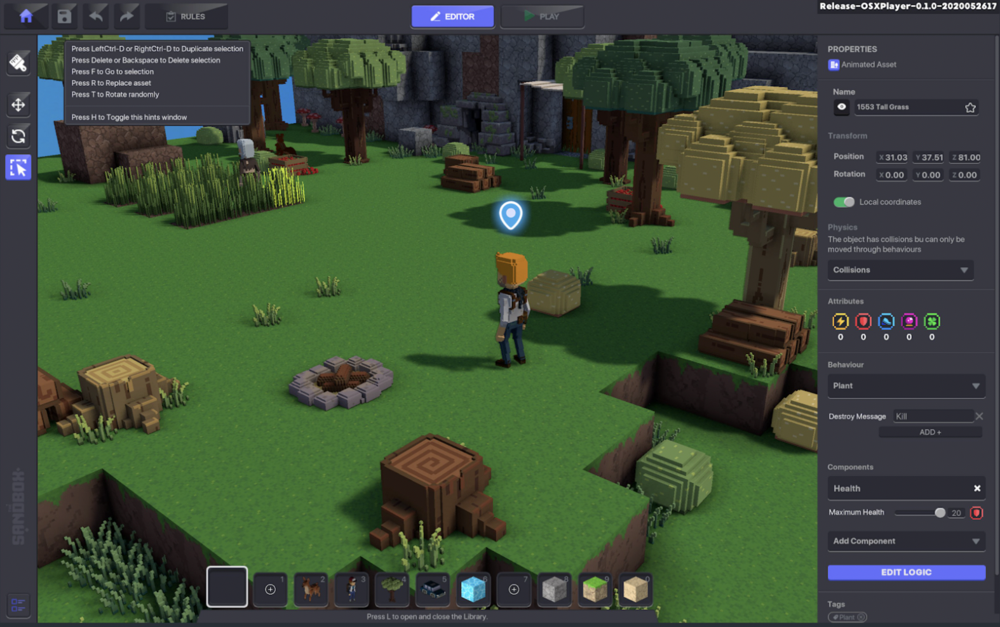 RULES
EDITOR
PLAY
Release-OSXPlayer-0.1.0-2020052617
Press LeftCtrl-D or RightCtrl-D to Duplicate selection
Press Delete or Backspace to Delete selection
Press F to Go to selection
Press R to Replace asset
Press T to Rotate randomly
Press H to Toggle this hints window
THE SANDBOX
PROPERTIES
Animated Asset
Name
1553 Tall Grass
Transform
Position X 31.03 Y 37.51 Z 81.00
Rotation X 0.00 Y 0.00 Z 0.00
Local coordinates
Physics
The object has collisions bu can only be
moved through behaviours
Collisions
Attributes
0 0 0 0 0
Behaviour
Plant
Destroy Message Kill
ADD +
Components
Health
Maximum Health 20
Add Component
EDIT LOGIC
Tags
Plant
1 2 3 4 5 6 7 8 9 0
Press L to open and close the Library.